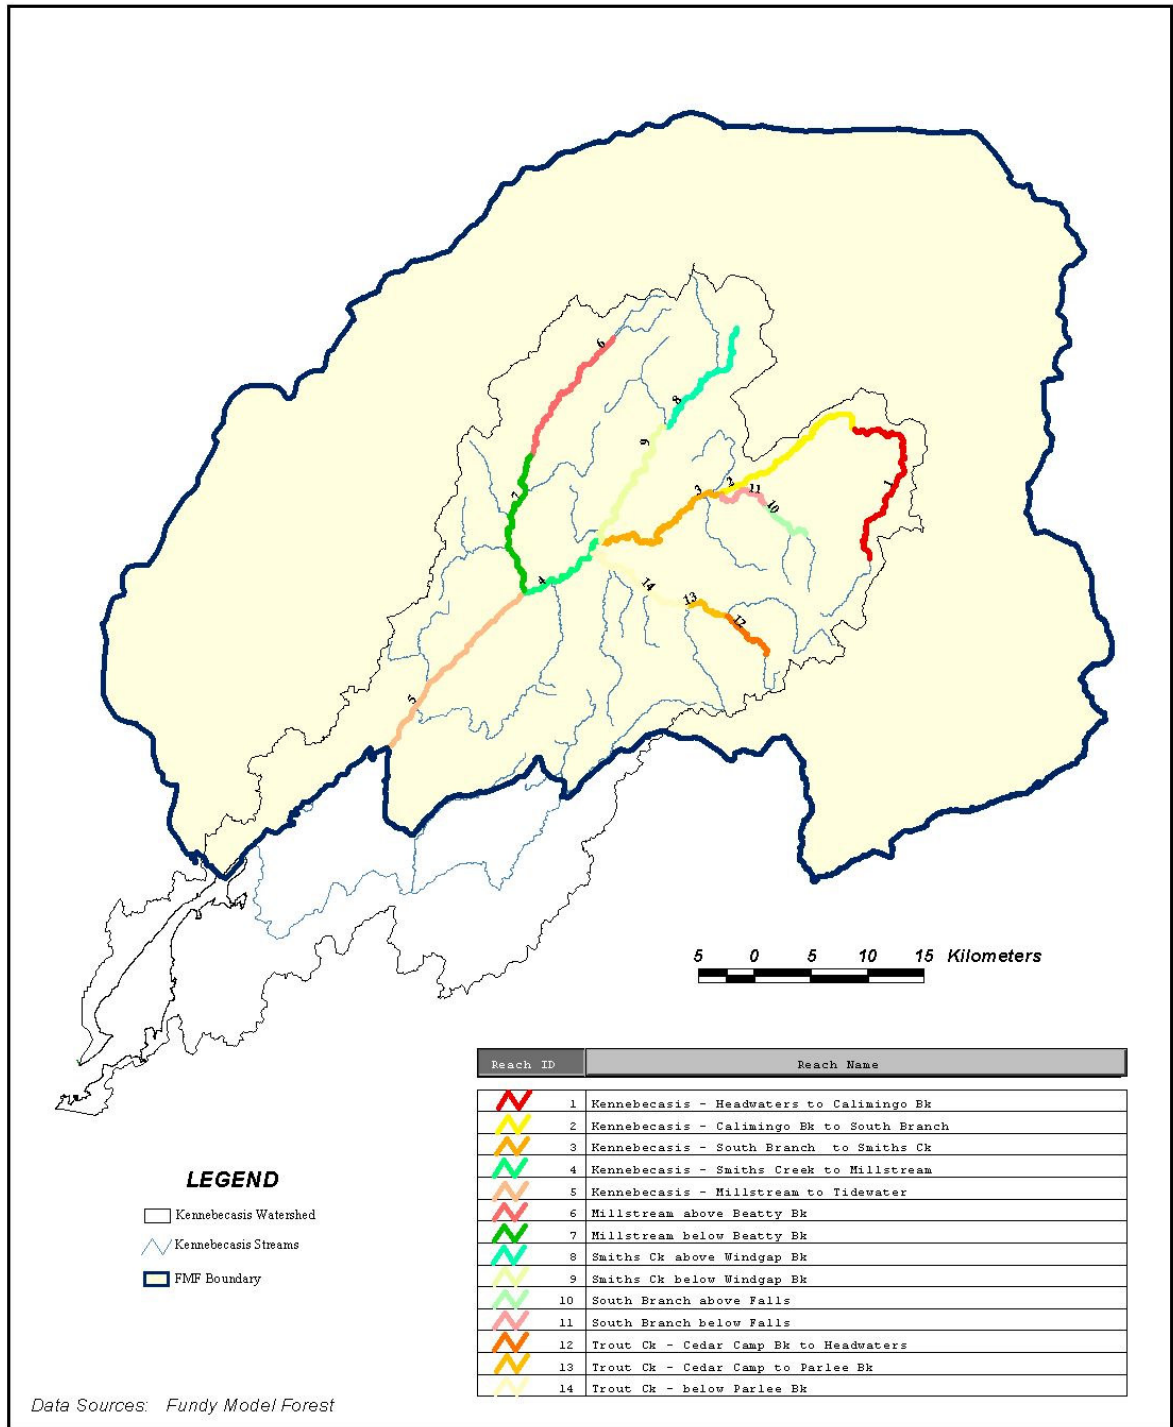 6
8
9
1
3
2
11
10
7
4
14
13
12
5
5 0 5 10 15 Kilometers
Reach ID Reach Name
1 Kennebecasis - Headwaters to Calimingo Bk
2 Kennebecasis - Calimingo Bk to South Branch
3 Kennebecasis - South Branch to Smiths Ck
4 Kennebecasis - Smiths Creek to Millstream
5 Kennebecasis - Millstream to Tidewater
6 Millstream above Beatty Bk
7 Millstream below Beatty Bk
8 Smiths Ck above Windgap Bk
9 Smiths Ck below Windgap Bk
10 South Branch above Falls
11 South Branch below Falls
12 Trout Ck - Cedar Camp Bk to Headwaters
13 Trout Ck - Cedar Camp to Parlee Bk
14 Trout Ck - below Parlee Bk
LEGEND
Kennebecasis Watershed
Kennebecasis Streams
FMF Boundary
Data Sources: Fundy Model Forest